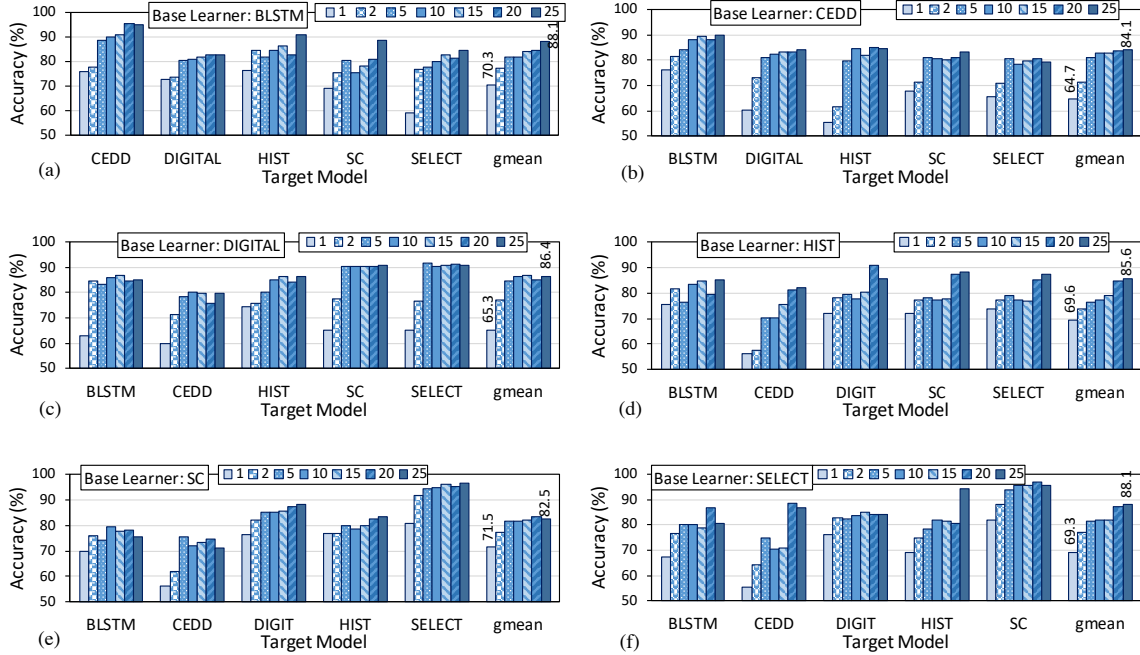 Base Learner: BLSTM
1 2 5 10 15 20 25
Accuracy (%)
100
90
80
70
60
50
70.3
88.1
CEDD DIGITAL HIST SC SELECT gmean
(a) Target Model
Base Learner: CEDD
1 2 5 10 15 20 25
Accuracy (%)
100
90
80
70
60
50
64.7
84.1
BLSTM DIGITAL HIST SC SELECT gmean
(b) Target Model
Base Learner: DIGITAL
1 2 5 10 15 20 25
Accuracy (%)
100
90
80
70
60
50
65.3
86.4
BLSTM CEDD HIST SC SELECT gmean
(c) Target Model
Base Learner: HIST
1 2 5 10 15 20 25
Accuracy (%)
100
90
80
70
60
50
69.6
85.6
BLSTM CEDD DIGIT SC SELECT gmean
(d) Target Model
Base Learner: SC
1 2 5 10 15 20 25
Accuracy (%)
100
90
80
70
60
50
71.5
82.5
BLSTM CEDD DIGIT HIST SELECT gmean
(e) Target Model
Base Learner: SELECT
1 2 5 10 15 20 25
Accuracy (%)
100
90
80
70
60
50
69.3
88.1
BLSTM CEDD DIGIT HIST SC gmean
(f) Target Model